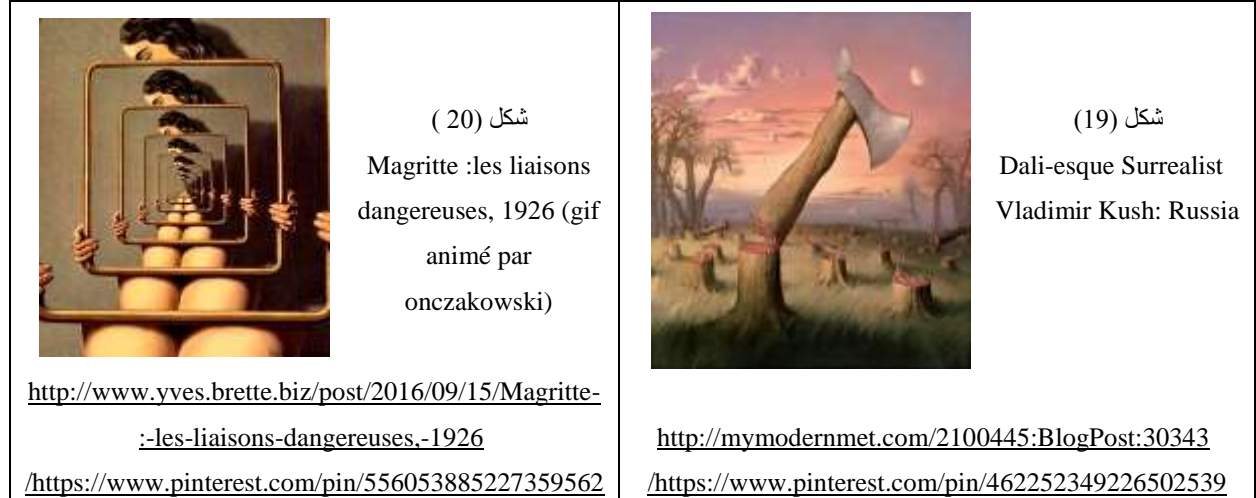 شكل (19)
Dali-esque Surrealist
Vladimir Kush: Russia
http://mymodernmet.com/2100445:BlogPost:30343
/https://www.pinterest.com/pin/462252349226502539
شكل (20 )
Magritte :les liaisons
dangereuses, 1926 (gif
animé par
onczakowski)
http://www.yves.brette.biz/post/2016/09/15/Magritte-
:-les-liaisons-dangereuses,-1926
/https://www.pinterest.com/pin/556053885227359562